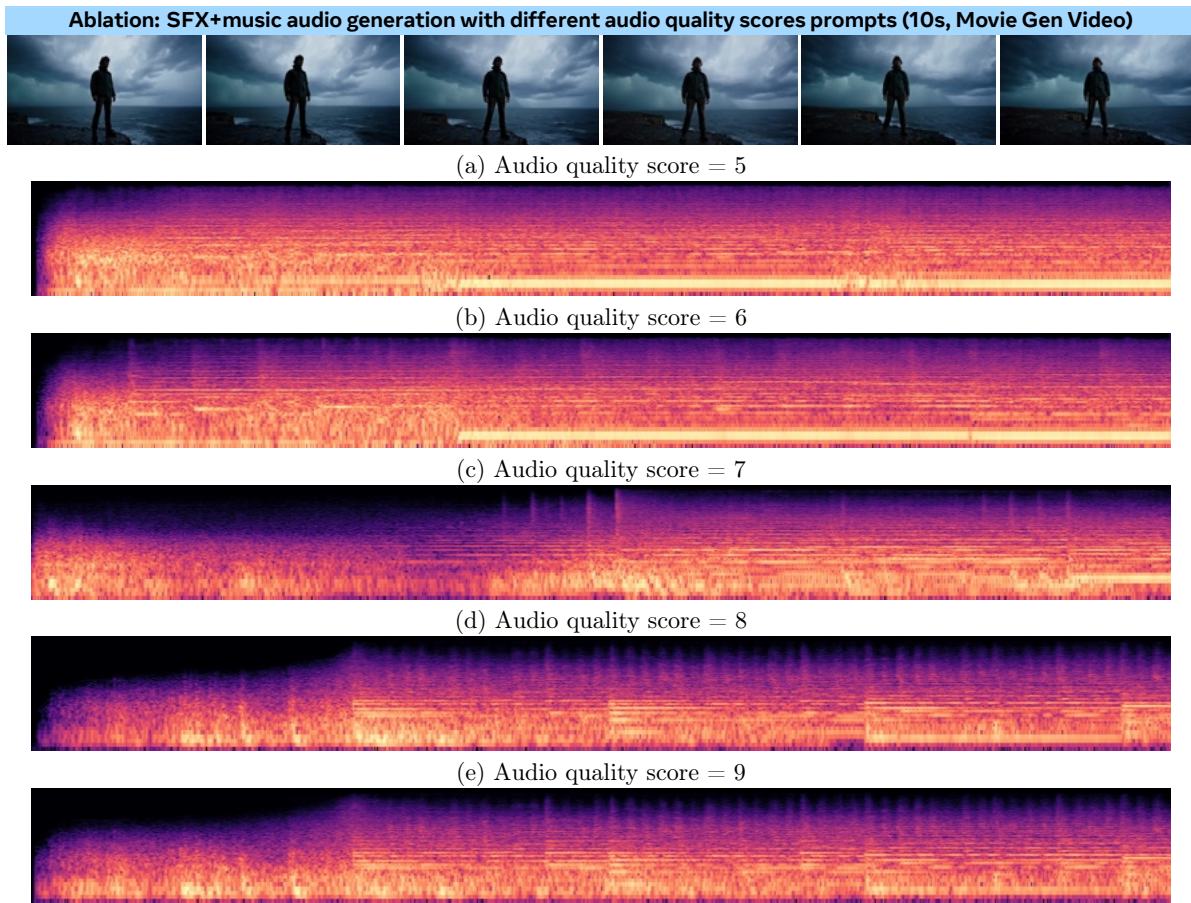 Ablation: SFX+music audio generation with different audio quality scores prompts (10s, Movie Gen Video)
(a) Audio quality score = 5
(b) Audio quality score = 6
(c) Audio quality score = 7
(d) Audio quality score = 8
(e) Audio quality score = 9